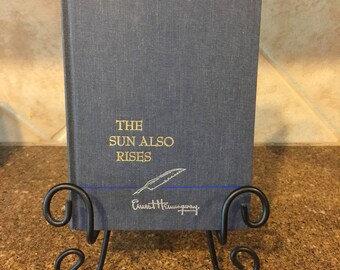 THE
SUN ALSO
RISES
Ernest Hemingway